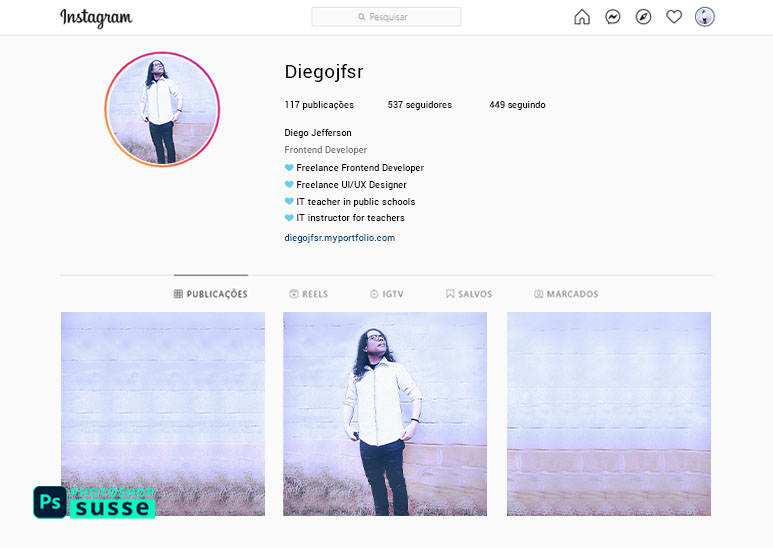 Instagram
Pesquisar
Diegojfsr
117 publicações 537 seguidores 449 seguindo
Diego Jefferson
Frontend Developer
Freelance Frontend Developer
Freelance UI/UX Designer
IT teacher in public schools
IT instructor for teachers
diegojfsr.myportfolio.com
PUBLICAÇÕES REELS IGTV SALVOS MARCADOS
Ps
PHOTOSHOP
susse